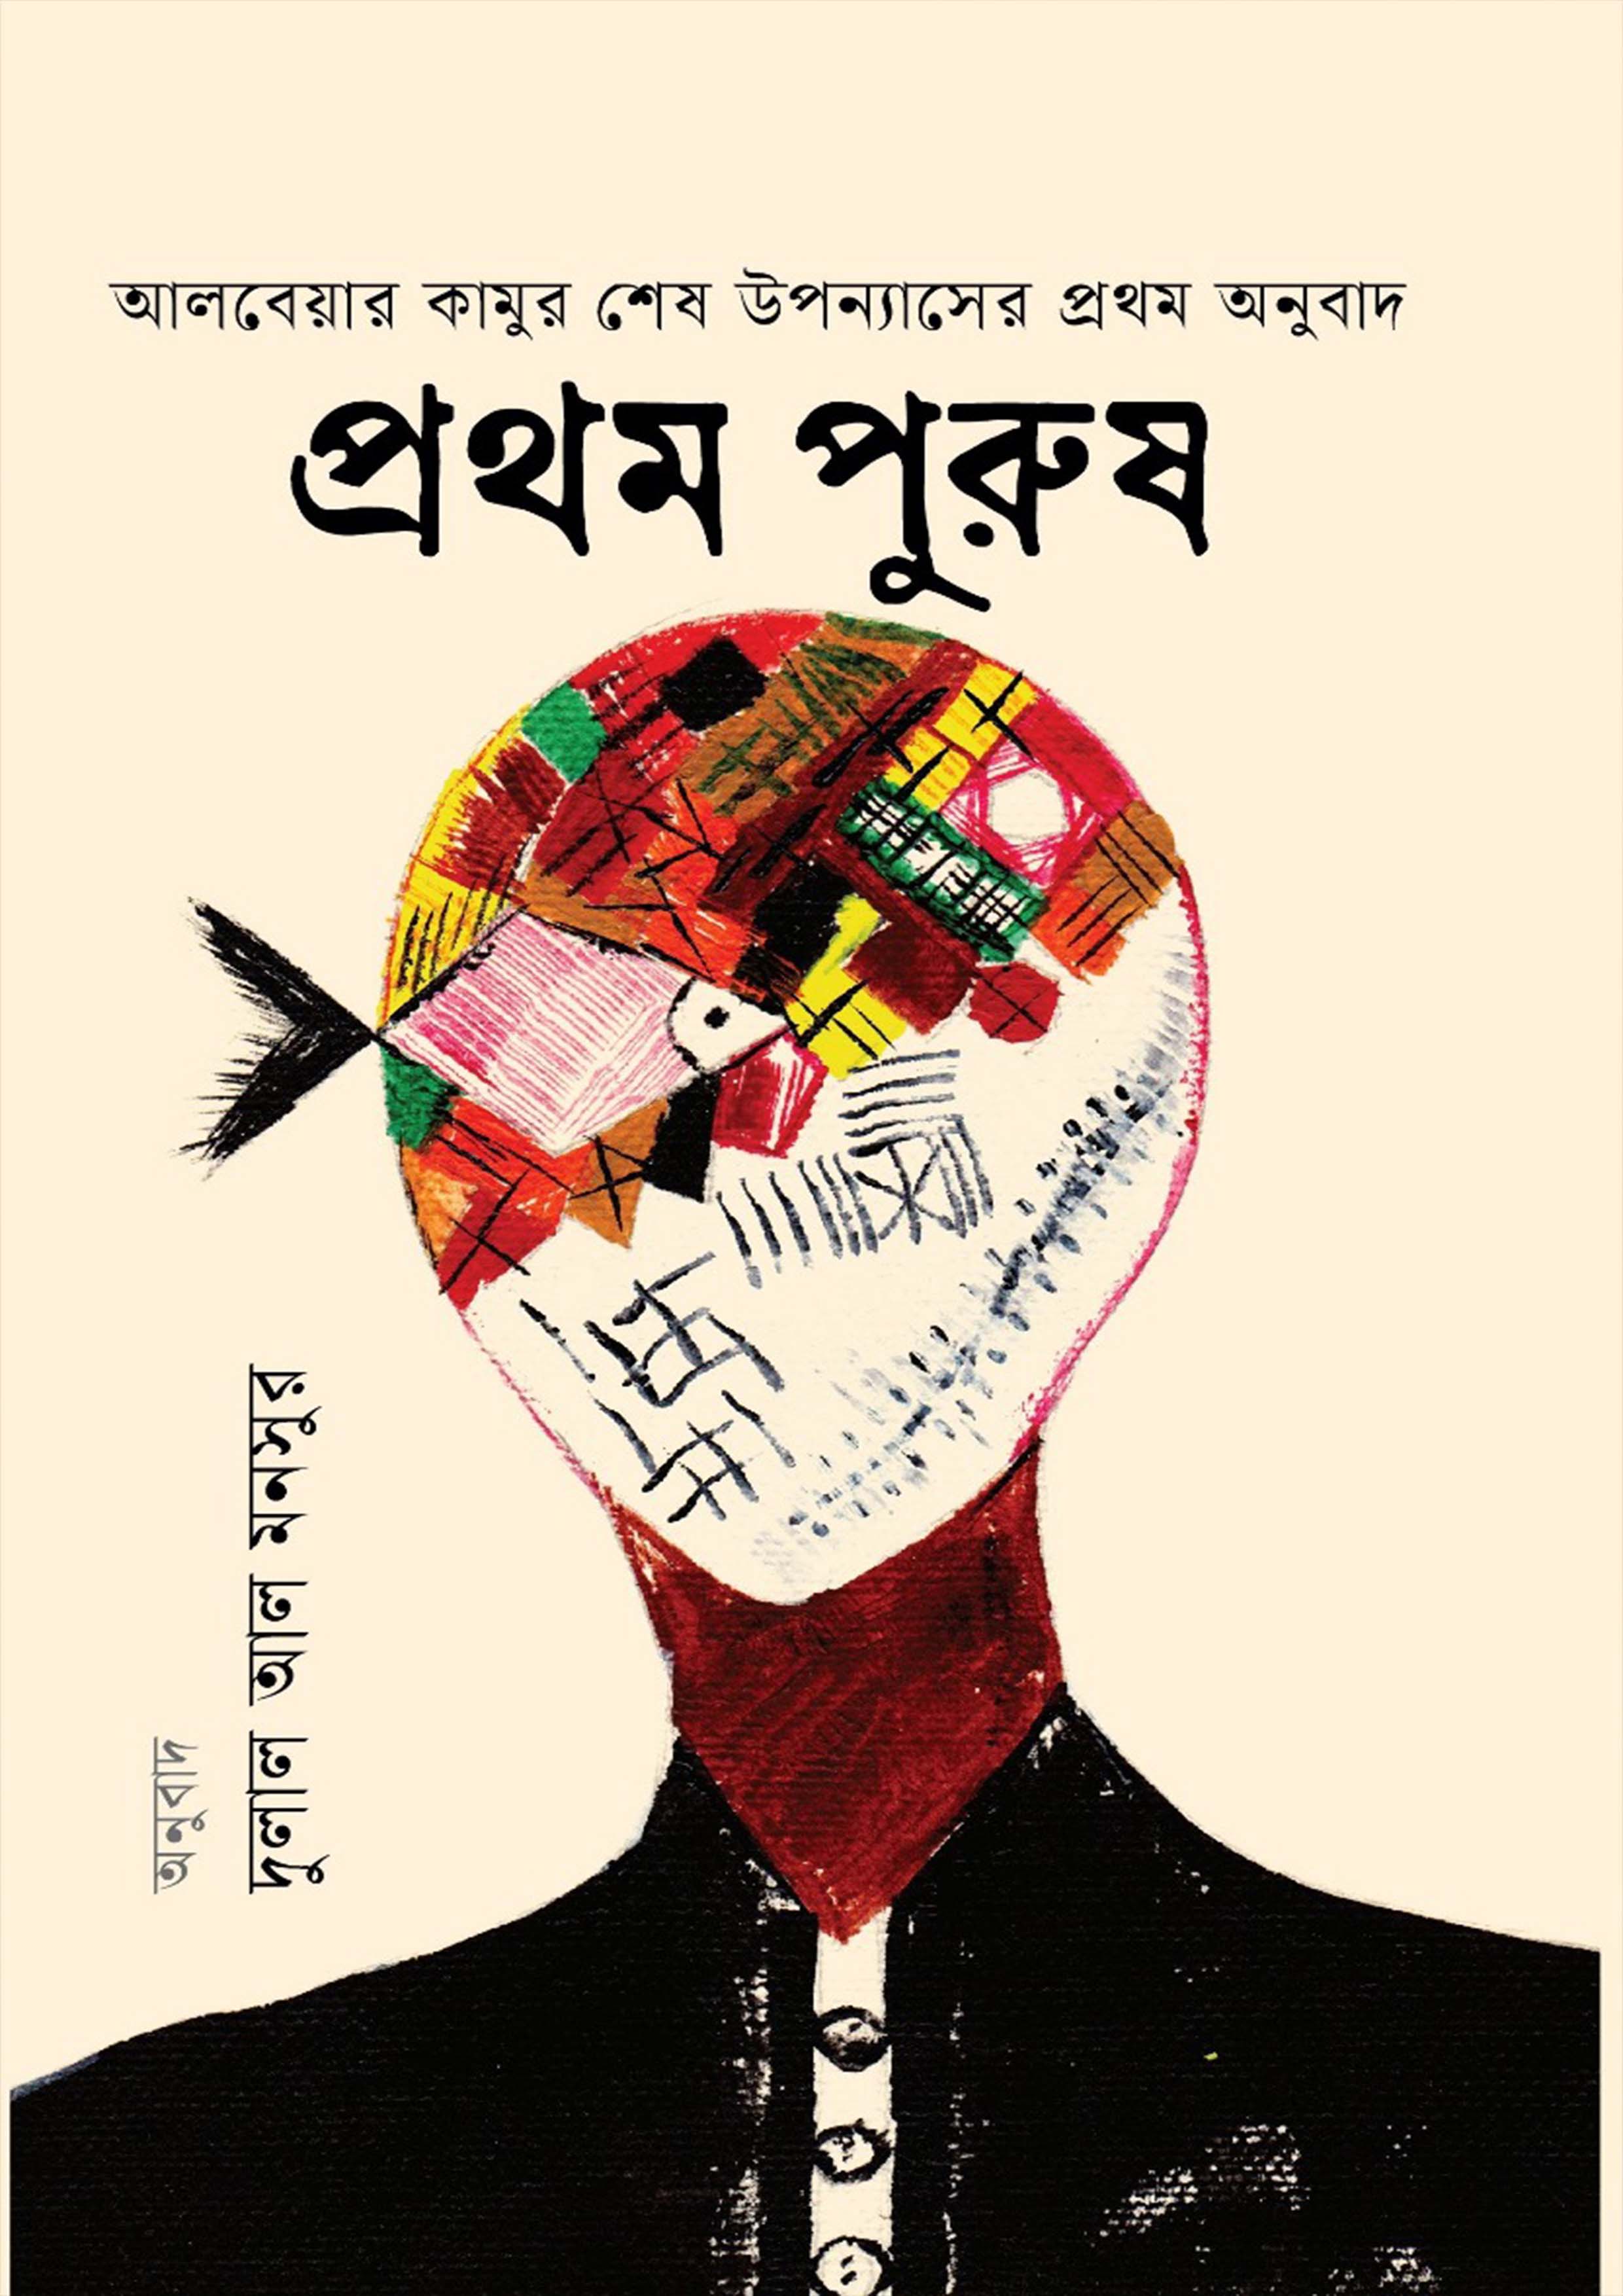 আলবেয়ার কামুর শেষ উপন্যাসের প্রথম অনুবাদ
প্রথম পুরুষ
অনুবাদ
দুলাল আল মনসুর